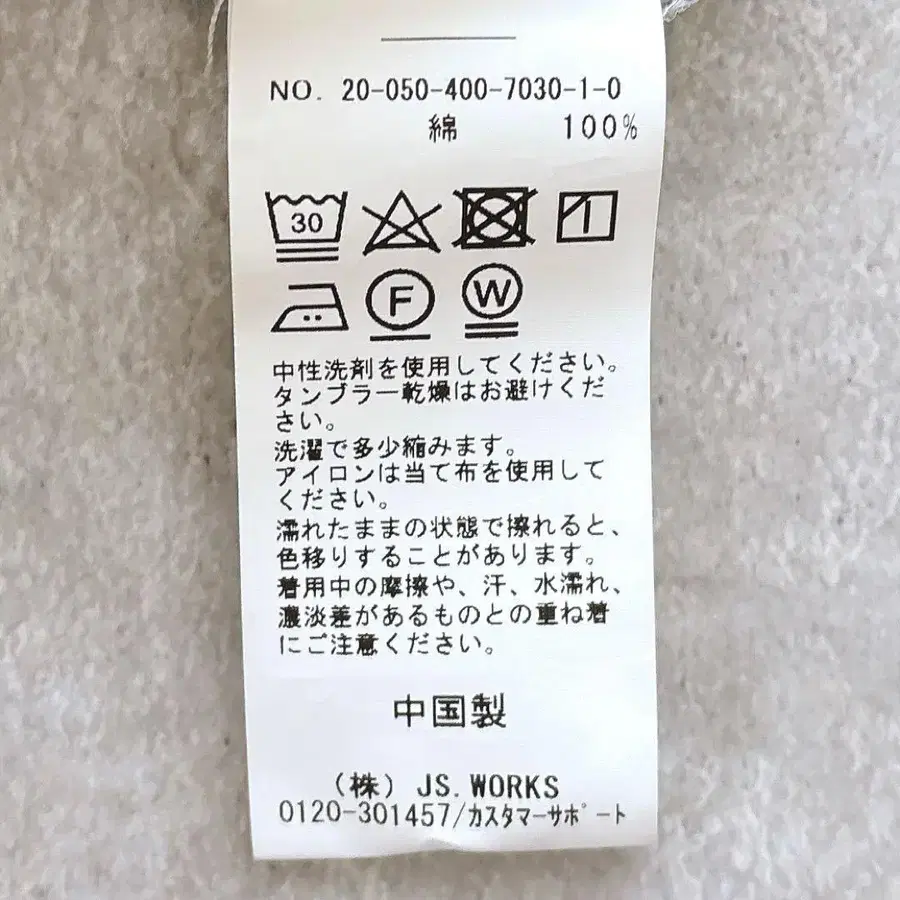 NO. 20-050-400-7030-1-0
綿 100%
30
F W
中性洗剤を使用してください。
タンブラー乾燥はお避けくだ
さい。
洗濯で多少縮みます。
アイロンは当て布を使用して
ください。
濡れたままの状態で擦れると、
色移りすることがあります。
着用中の摩擦や、汗、水濡れ、
濃淡差があるものとの重ね着
にご注意ください。
中国製
(株) JS.WORKS
0120-301457/カスタマーサポート